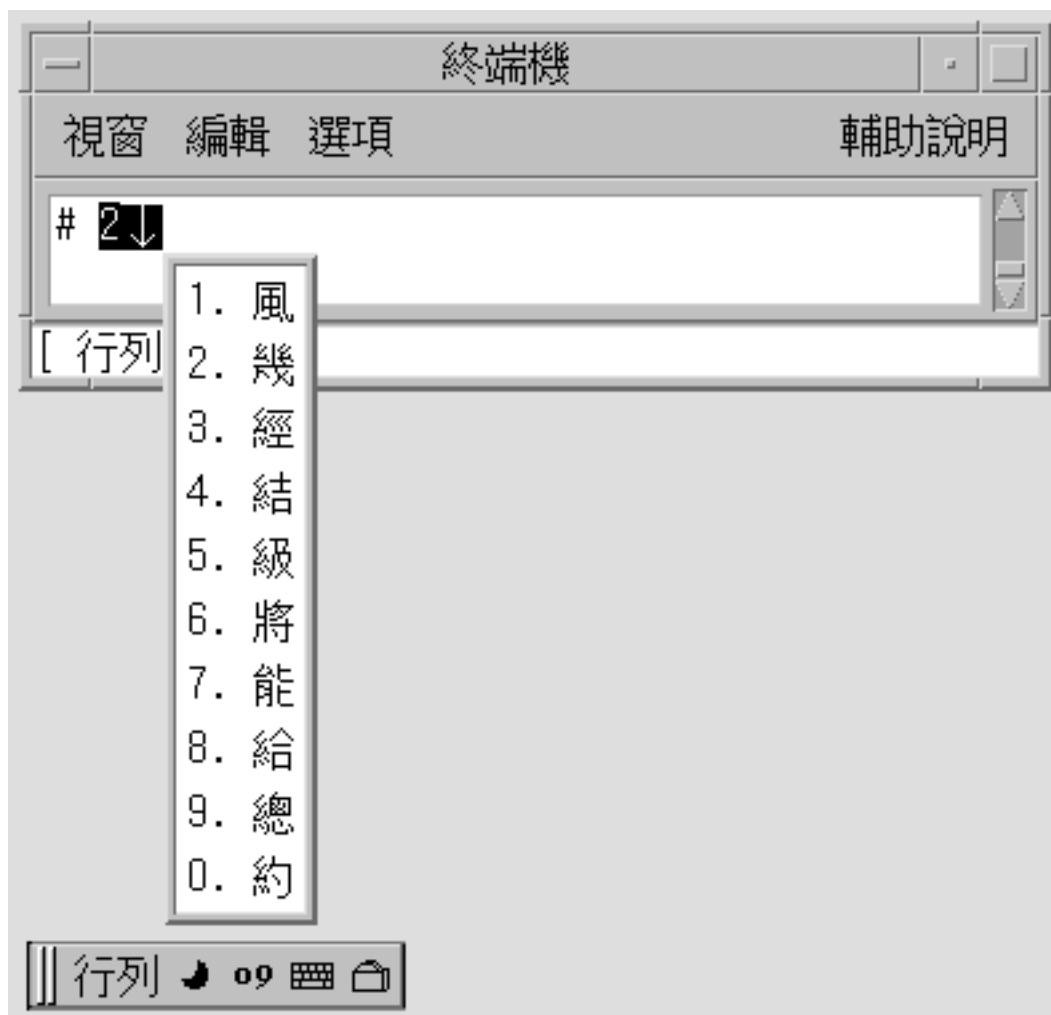 終端機
視窗 編輯 選項 輔助說明
# 2↓
[ 行列
1. 風
2. 幾
3. 經
4. 結
5. 級
6. 將
7. 能
8. 給
9. 總
0. 約
行列 o9